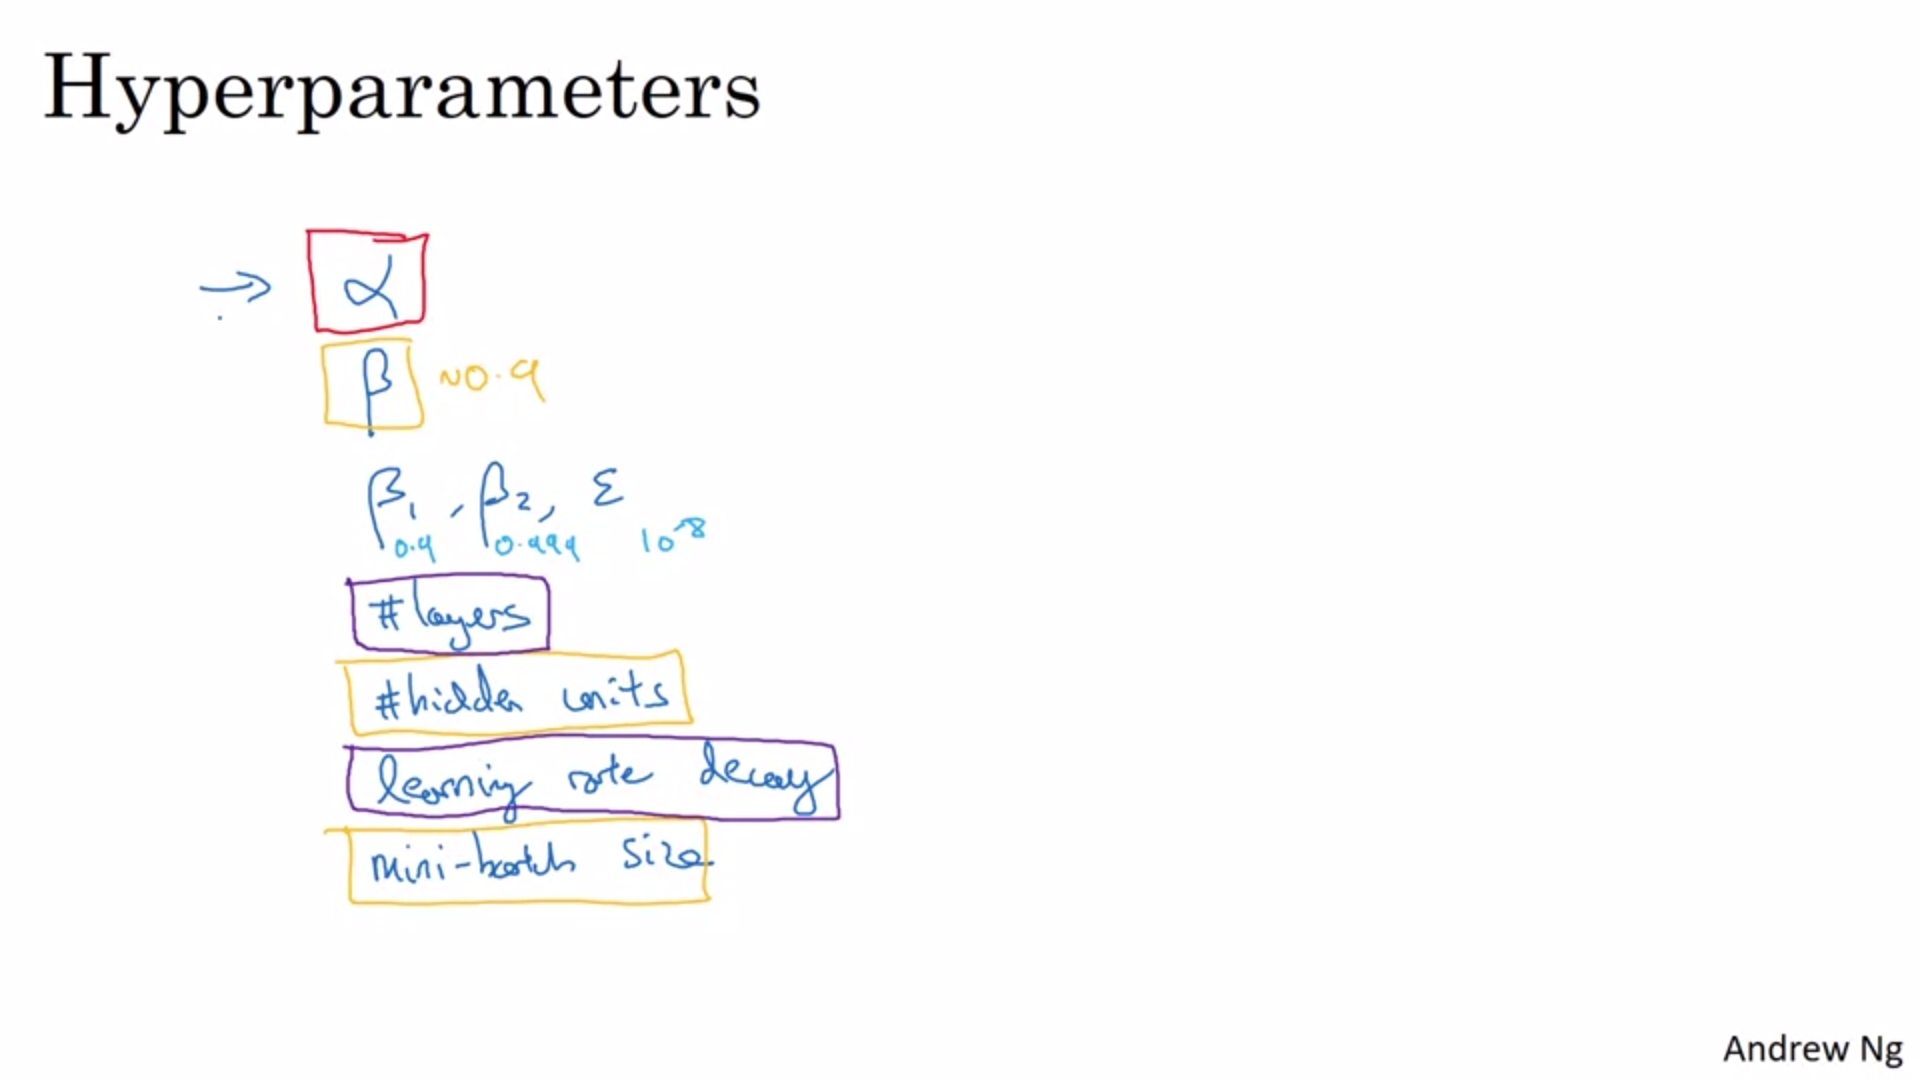 Hyperparameters
→ α
β ~0.9
β₁, β₂, ε
0.9 0.999 10⁻⁸
#layers
#hidden units
learning rate decay
mini-batch size
Andrew Ng